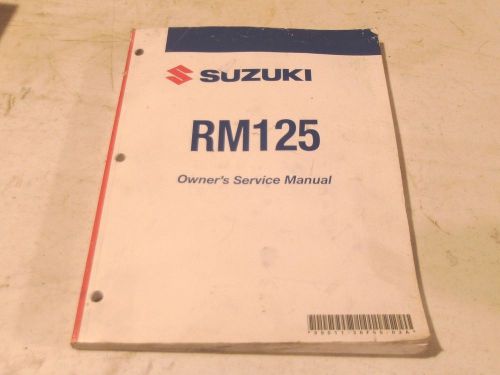 SUZUKI
RM125
Owner's Service Manual